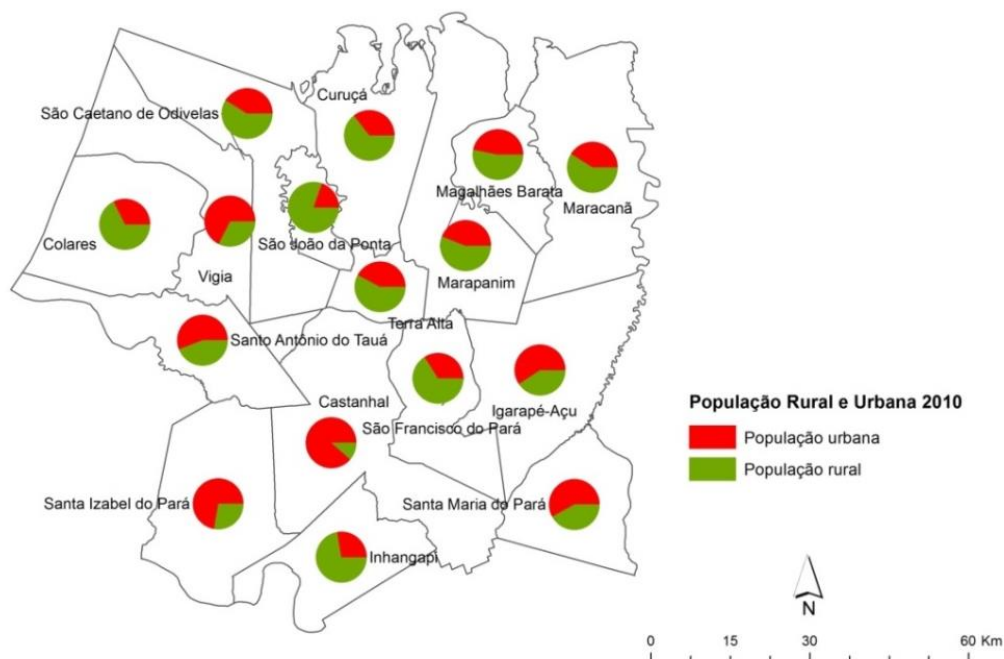 Curuçá
São Caetano de Odivelas
Magalhães Barata
Maracanã
Colares
São João da Ponta
Vigia
Marapanim
Terra Alta
Santo Antônio do Tauá
Castanhal
Igarapé-Açu
São Francisco do Pará
População Rural e Urbana 2010
População urbana
População rural
Santa Izabel do Pará
Santa Maria do Pará
Inhangapi
N
0 15 30 60 Km